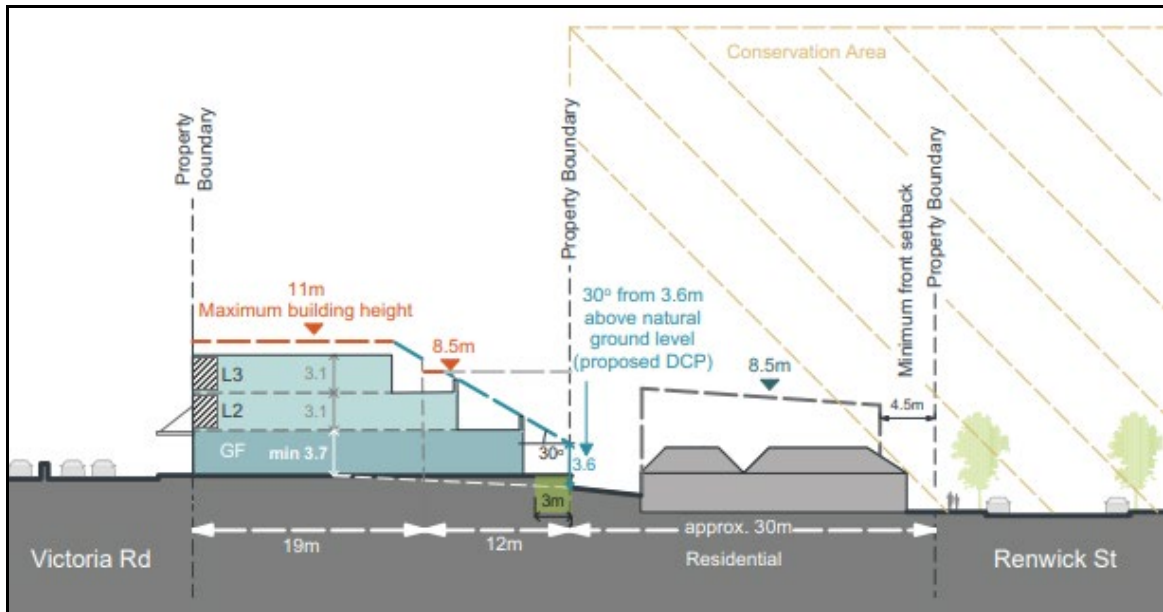 Conservation Area
Property
Boundary
Property Boundary
Minimum front setback
Property Boundary
11m
Maximum building height
8.5m
30° from 3.6m
above natural
ground level
(proposed DCP)
8.5m
4.5m
L3
3.1
L2
3.1
GF
min 3.7
30°
3.6
3m
19m
12m
approx. 30m
Victoria Rd
Residential
Renwick St